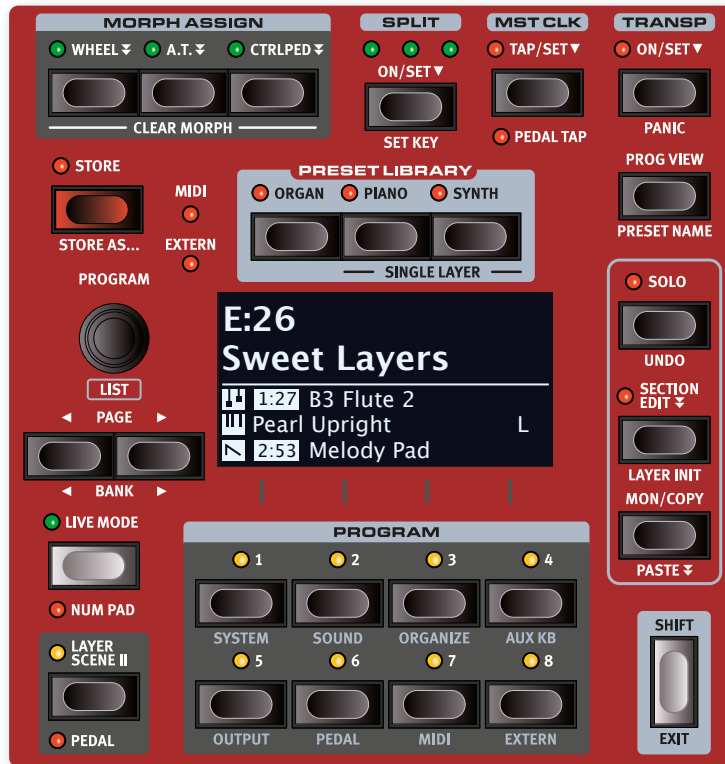 MORPH ASSIGN
WHEEL A.T. CTRLPED
CLEAR MORPH
SPLIT
ON/SET▼
SET KEY
MST CLK
TAP/SET▼
PEDAL TAP
TRANSP
ON/SET▼
PANIC
STORE
STORE AS...
MIDI
EXTERN
PRESET LIBRARY
ORGAN PIANO SYNTH
SINGLE LAYER
PROG VIEW
PRESET NAME
PROGRAM
LIST
◄ PAGE ►
◄ BANK ►
E:26
Sweet Layers
1:27 B3 Flute 2
Pearl Upright L
2:53 Melody Pad
SOLO
UNDO
SECTION
EDIT
LAYER INIT
MON/COPY
PASTE
LIVE MODE
NUM PAD
LAYER
SCENE II
PEDAL
PROGRAM
1 2 3 4
SYSTEM SOUND ORGANIZE AUX KB
5 6 7 8
OUTPUT PEDAL MIDI EXTERN
SHIFT
EXIT